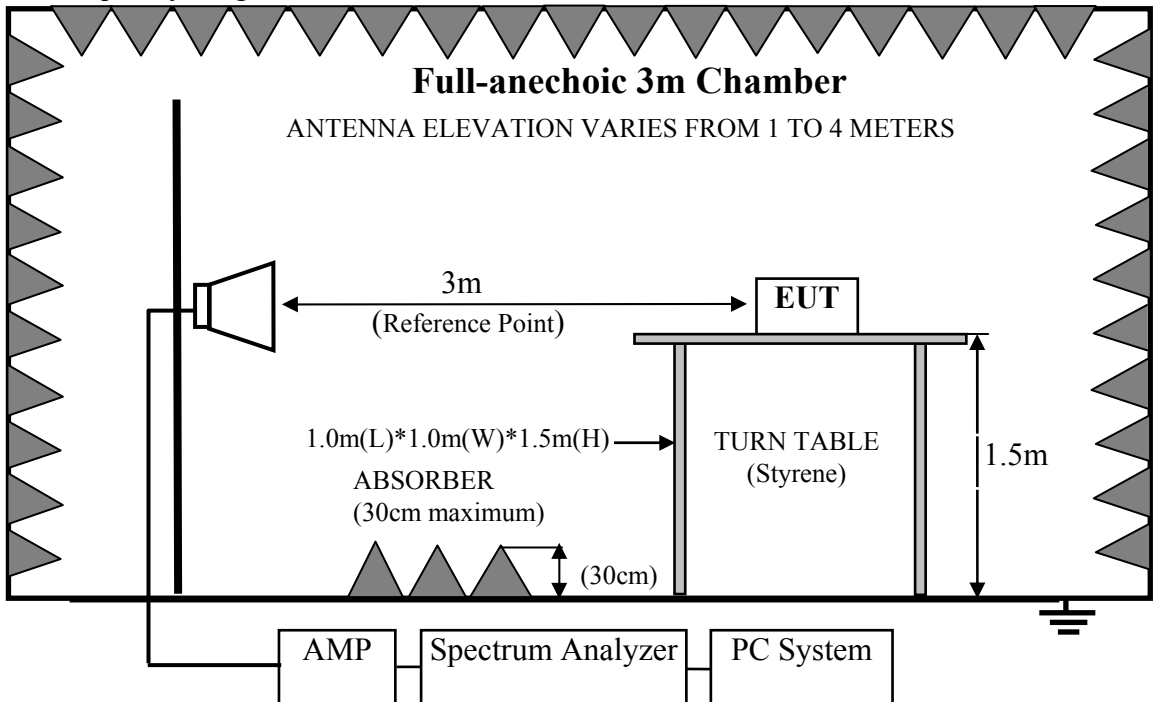 Full-anechoic 3m Chamber
ANTENNA ELEVATION VARIES FROM 1 TO 4 METERS
3m
(Reference Point)
EUT
1.0m(L)*1.0m(W)*1.5m(H)
ABSORBER
(30cm maximum)
TURN TABLE
(Styrene)
1.5m
(30cm)
AMP
Spectrum Analyzer
PC System